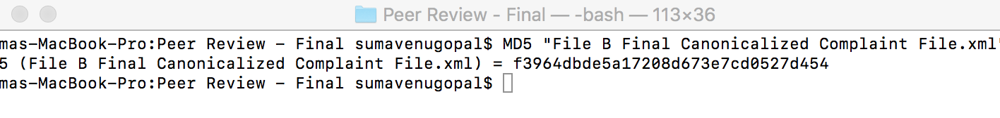 Peer Review - Final — -bash — 113×36
mas-MacBook-Pro:Peer Review - Final sumavenugopal$ MD5 "File B Final Canonicalized Complaint File.xml"
5 (File B Final Canonicalized Complaint File.xml) = f3964dbde5a17208d673e7cd0527d454
mas-MacBook-Pro:Peer Review - Final sumavenugopal$